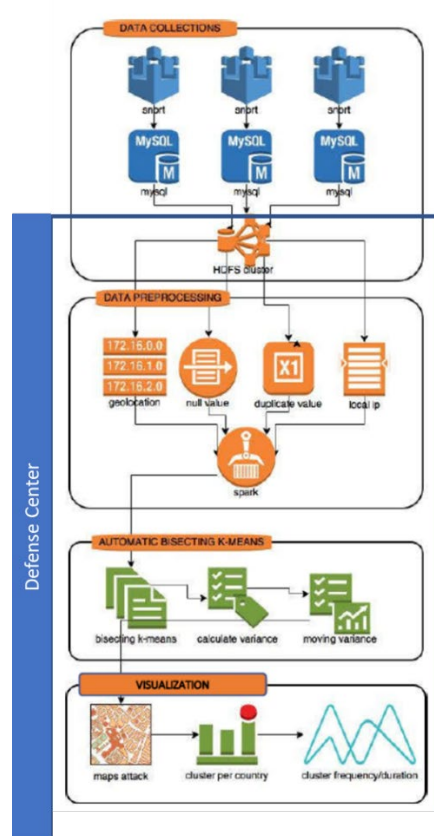 DATA COLLECTIONS
snort snort snort
MySQL MySQL MySQL
M M M
mysql mysql mysql
HDFS cluster
DATA PREPROCESSING
172.16.0.0
172.16.1.0
172.16.2.0
X1
geolocation null value duplicate value local ip
spark
Defense Center
AUTOMATIC BISECTING K-MEANS
bisecting k-means calculate variance moving variance
VISUALIZATION
maps attack cluster per country cluster frequency/duration